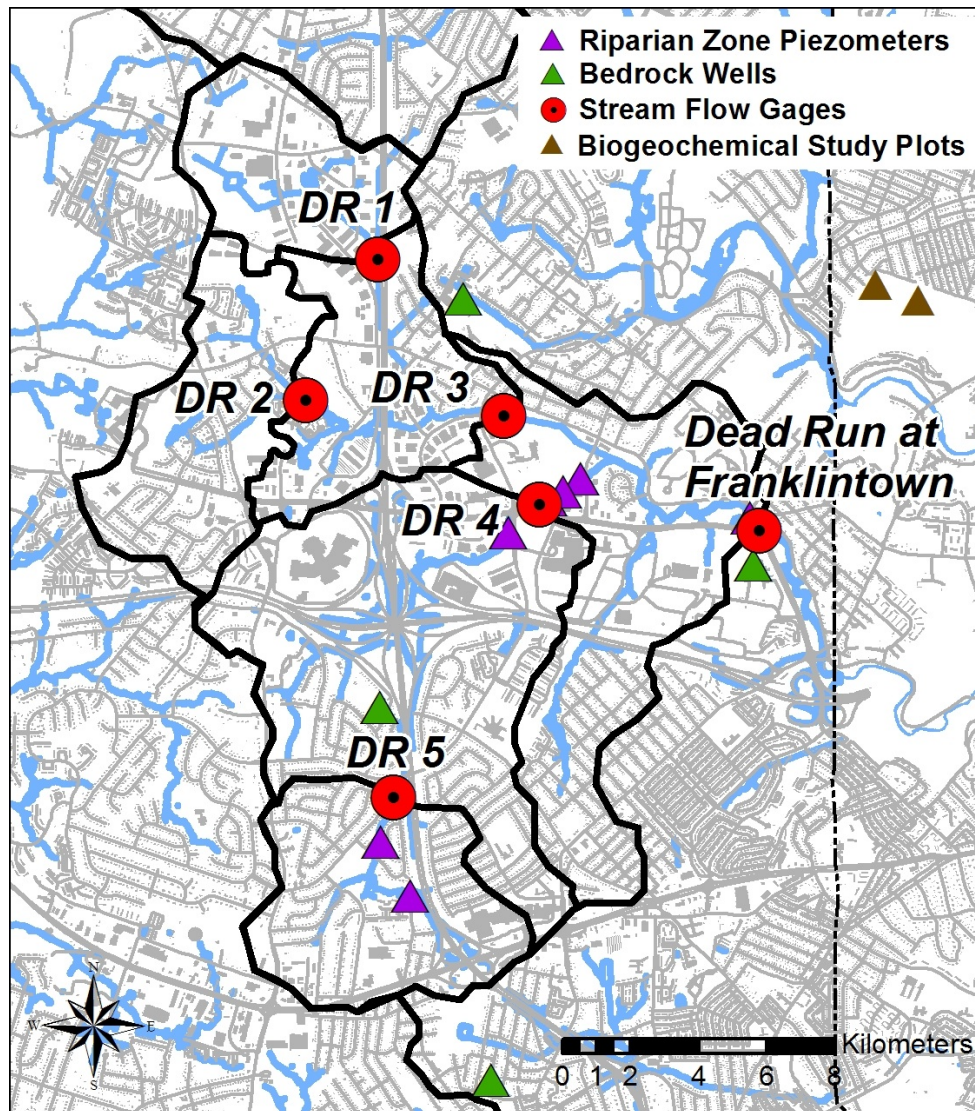 Riparian Zone Piezometers
Bedrock Wells
Stream Flow Gages
Biogeochemical Study Plots
DR 1
DR 2
DR 3
Dead Run at
Franklintown
DR 4
DR 5
N
W
E
S
Kilometers
0 1 2 4 6 8